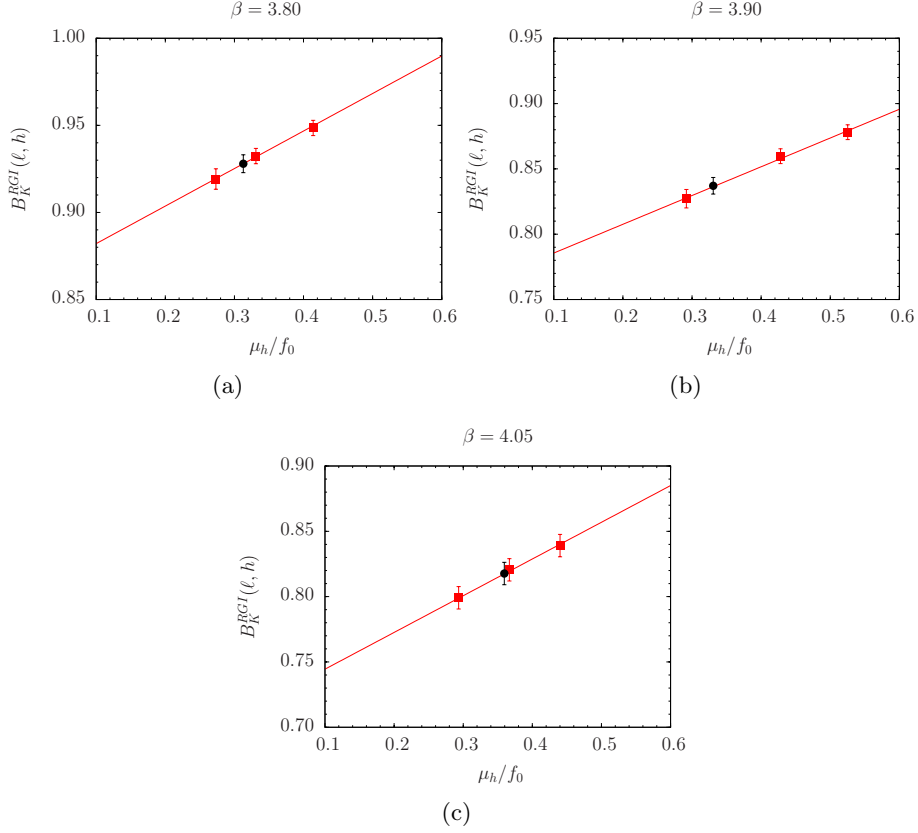 β = 3.80
1.00
0.95
0.90
0.85
B_K^{RGI}(ℓ, h)
0.1 0.2 0.3 0.4 0.5 0.6
μ_h/f_0
(a)
β = 3.90
0.95
0.90
0.85
0.80
0.75
B_K^{RGI}(ℓ, h)
0.1 0.2 0.3 0.4 0.5 0.6
μ_h/f_0
(b)
β = 4.05
0.90
0.85
0.80
0.75
0.70
B_K^{RGI}(ℓ, h)
0.1 0.2 0.3 0.4 0.5 0.6
μ_h/f_0
(c)